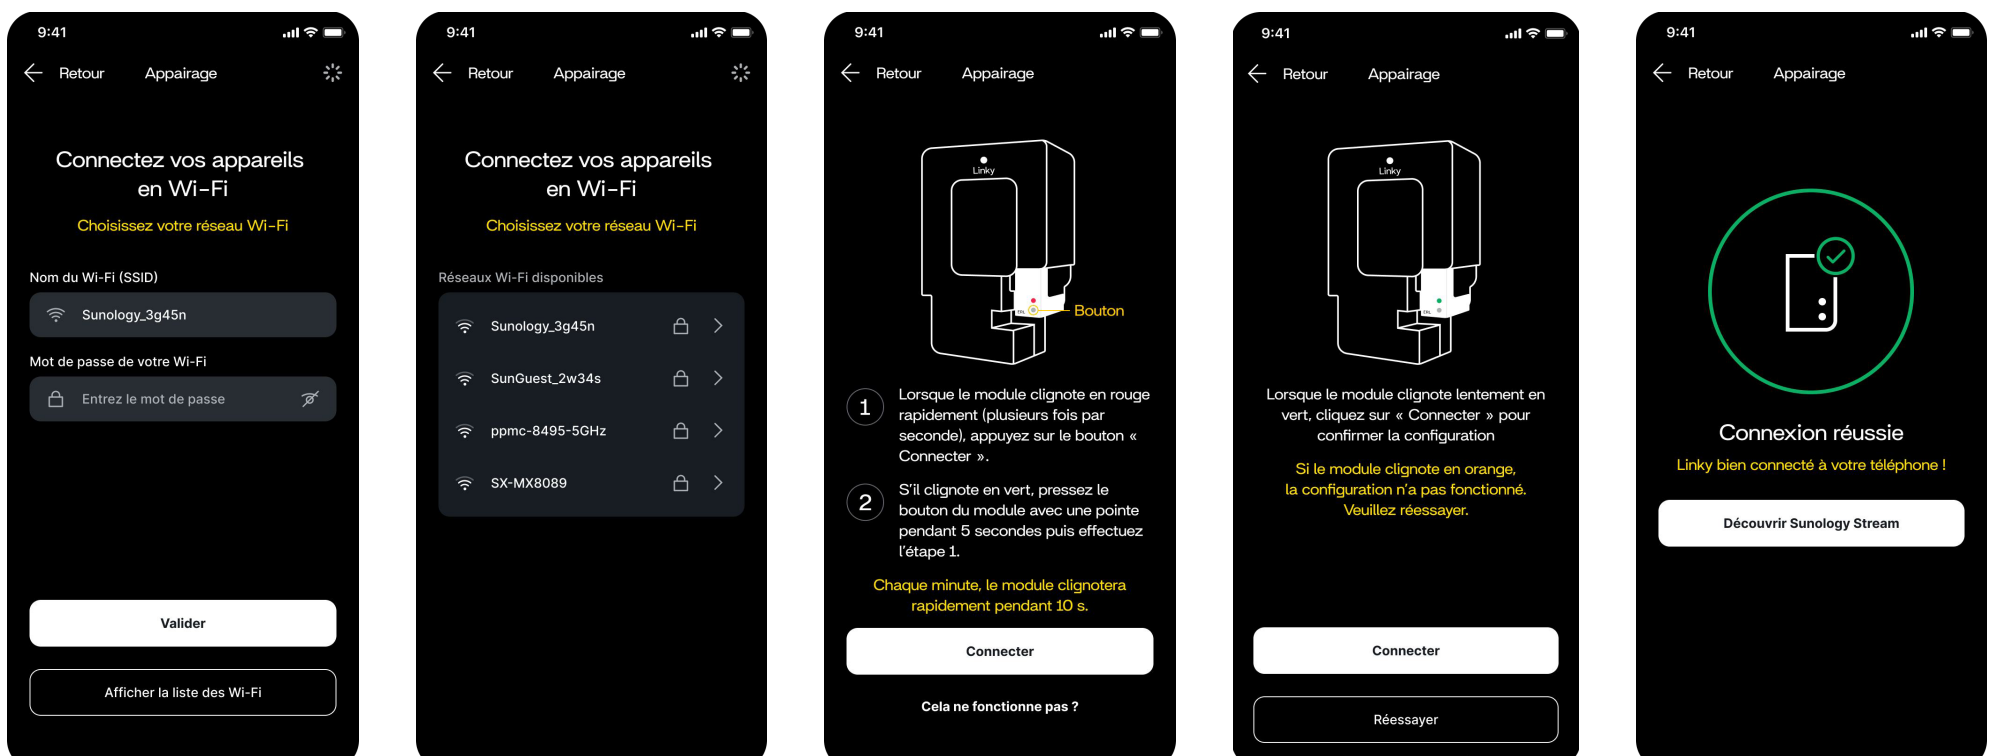 9:41
Retour
Appairage
Connectez vos appareils
en Wi-Fi
Choisissez votre réseau Wi-Fi
Nom du Wi-Fi (SSID)
Sunology_3g45n
Mot de passe de votre Wi-Fi
Entrez le mot de passe
Valider
Afficher la liste des Wi-Fi
9:41
Retour
Appairage
Connectez vos appareils
en Wi-Fi
Choisissez votre réseau Wi-Fi
Réseaux Wi-Fi disponibles
Sunology_3g45n
SunGuest_2w34s
ppmc-8495-5GHz
SX-MX8089
9:41
Retour
Appairage
Linky
ERL
Bouton
1
Lorsque le module clignote en rouge
rapidement (plusieurs fois par
seconde), appuyez sur le bouton «
Connecter ».
2
S'il clignote en vert, pressez le
bouton du module avec une pointe
pendant 5 secondes puis effectuez
l'étape 1.
Chaque minute, le module clignotera
rapidement pendant 10 s.
Connecter
Cela ne fonctionne pas ?
9:41
Retour
Appairage
Linky
ERL
Lorsque le module clignote lentement en
vert, cliquez sur « Connecter » pour
confirmer la configuration
Si le module clignote en orange,
la configuration n'a pas fonctionné.
Veuillez réessayer.
Connecter
Réessayer
9:41
Retour
Appairage
Connexion réussie
Linky bien connecté à votre téléphone !
Découvrir Sunology Stream